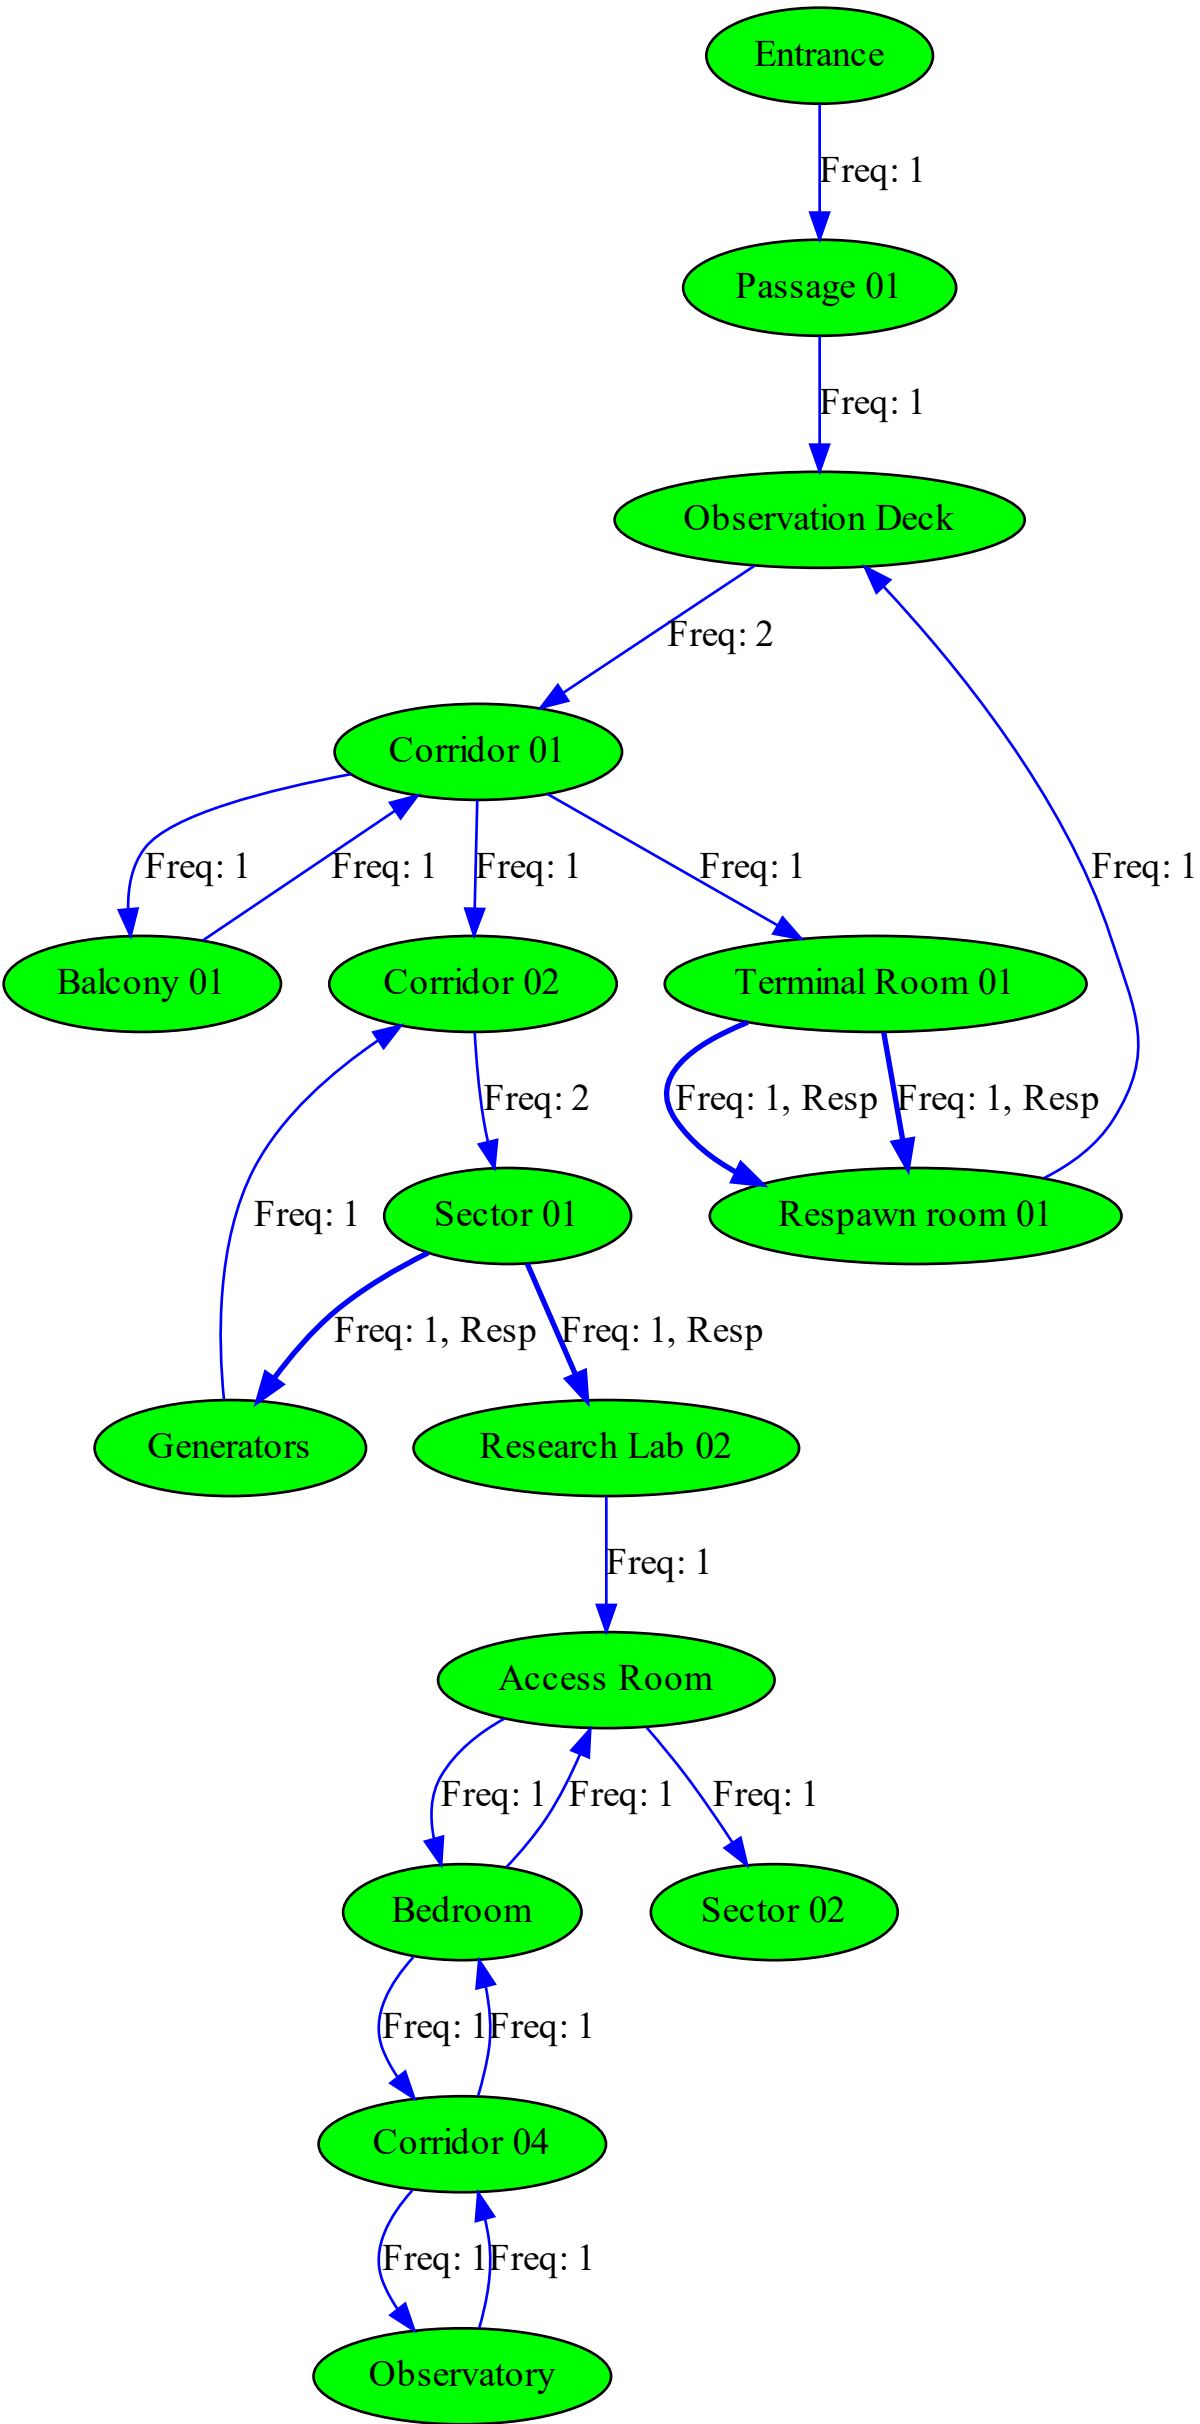 Entrance
Freq: 1
Passage 01
Freq: 1
Observation Deck
Freq: 2
Corridor 01
Freq: 1
Freq: 1
Freq: 1
Freq: 1
Freq: 1
Balcony 01
Corridor 02
Terminal Room 01
Freq: 2
Freq: 1, Resp
Freq: 1, Resp
Freq: 1
Sector 01
Respawn room 01
Freq: 1, Resp
Freq: 1, Resp
Generators
Research Lab 02
Freq: 1
Access Room
Freq: 1
Freq: 1
Freq: 1
Bedroom
Sector 02
Freq: 1
Freq: 1
Corridor 04
Freq: 1
Freq: 1
Observatory